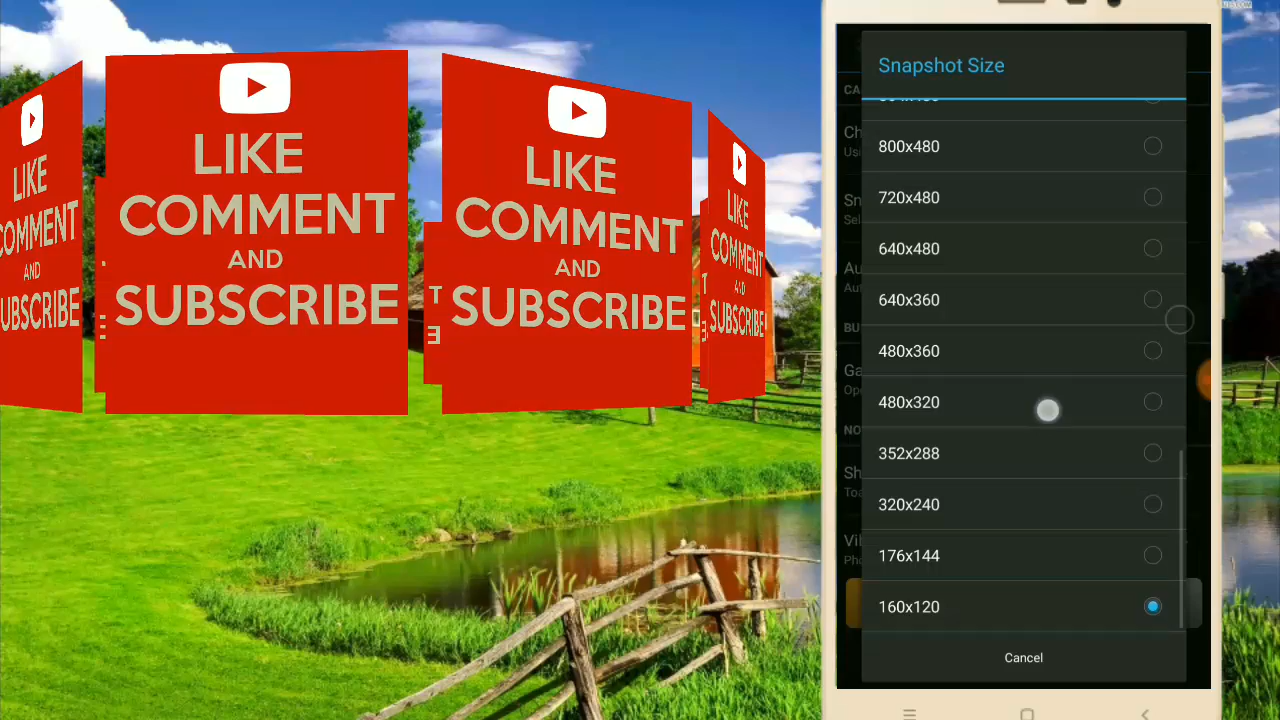 LIKE
COMMENT
AND
SUBSCRIBE
LIKE
COMMENT
AND
SUBSCRIBE
LIKE
COMMENT
AND
SUBSCRIBE
LIKE
COMMENT
AND
SUBSCRIBE
Snapshot Size
800x480
720x480
640x480
640x360
480x360
480x320
352x288
320x240
176x144
160x120
Cancel